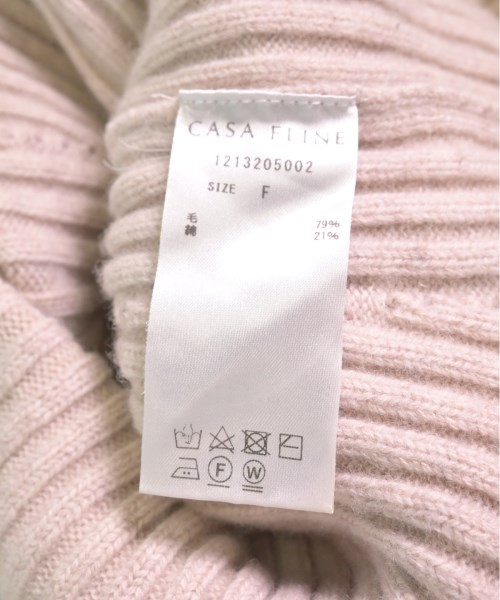 CASA FLINE
1213205002
SIZE F
毛 79%
綿 21%
F W